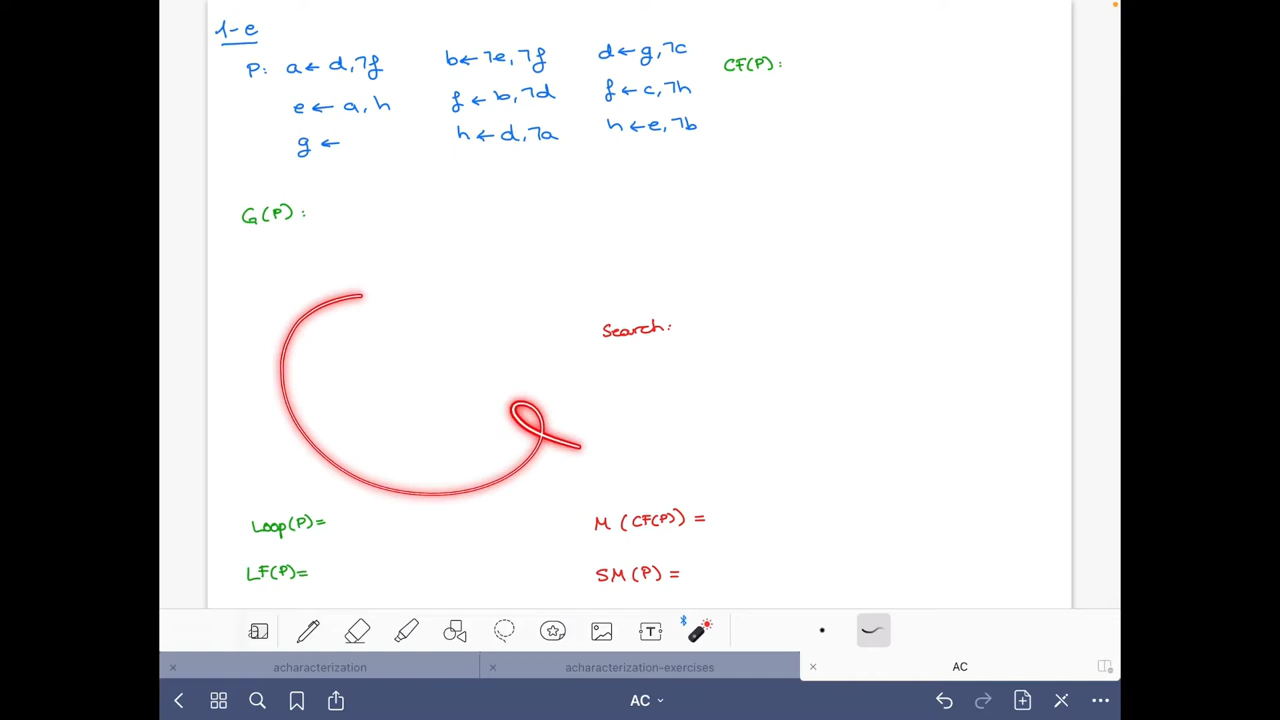 1-e
P: a ← d, ¬f   b ← ¬e, ¬f   d ← g, ¬c   CF(P):
e ← a, h   f ← b, ¬d   f ← c, ¬h
g ←   h ← d, ¬a   h ← e, ¬b
G(P):
Search:
Loop(P)=   M (CF(P)) =
LF(P)=   SM (P) =
T
acharacterization   acharacterization-exercises   AC
AC